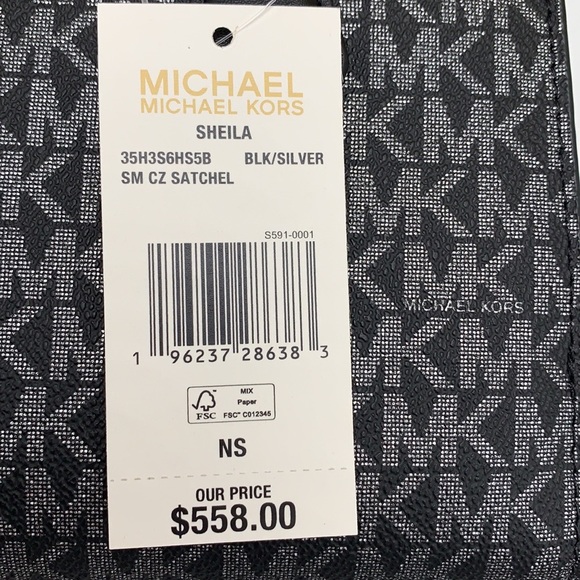 MICHAEL
MICHAEL KORS
SHEILA
35H3S6HS5B BLK/SILVER
SM CZ SATCHEL
S591-0001
1 96237 28638 3
FSC
MIX
Paper
FSC® C012345
NS
OUR PRICE
$558.00
MICHAEL KORS